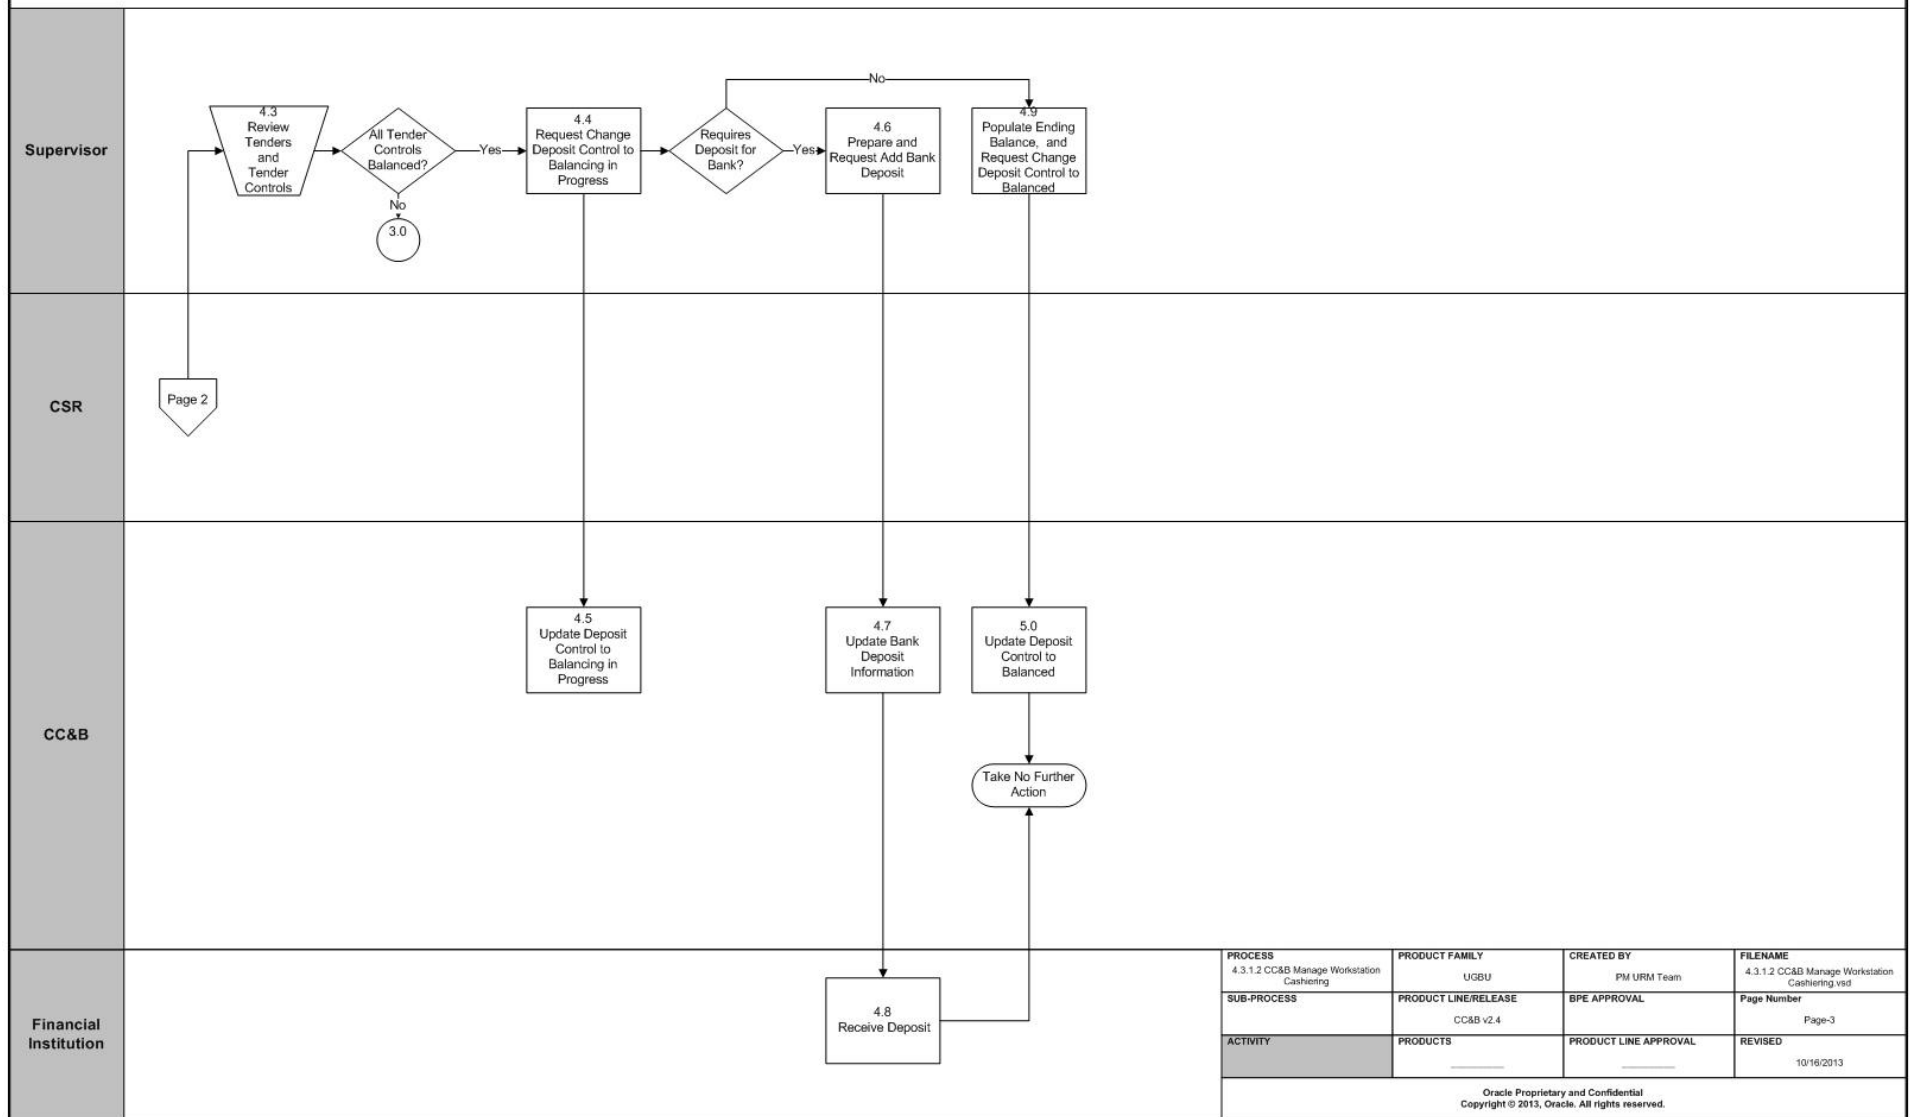 Supervisor
4.3
Review
Tenders
and
Tender
Controls
All Tender
Controls
Balanced?
Yes
No
3.0
4.4
Request Change
Deposit Control to
Balancing in
Progress
Requires
Deposit for
Bank?
No
Yes
4.6
Prepare and
Request Add Bank
Deposit
4.9
Populate Ending
Balance, and
Request Change
Deposit Control to
Balanced
CSR
Page 2
CC&B
4.5
Update Deposit
Control to
Balancing in
Progress
4.7
Update Bank
Deposit
Information
5.0
Update Deposit
Control to
Balanced
Take No Further
Action
Financial
Institution
4.8
Receive Deposit
PROCESS
4.3.1.2 CC&B Manage Workstation
Cashiering
PRODUCT FAMILY
UGBU
CREATED BY
PM URM Team
FILENAME
4.3.1.2 CC&B Manage Workstation
Cashiering.vsd
SUB-PROCESS
PRODUCT LINE/RELEASE
CC&B v2.4
BPE APPROVAL
Page Number
Page-3
ACTIVITY
PRODUCTS
PRODUCT LINE APPROVAL
REVISED
10/16/2013
Oracle Proprietary and Confidential
Copyright © 2013, Oracle. All rights reserved.